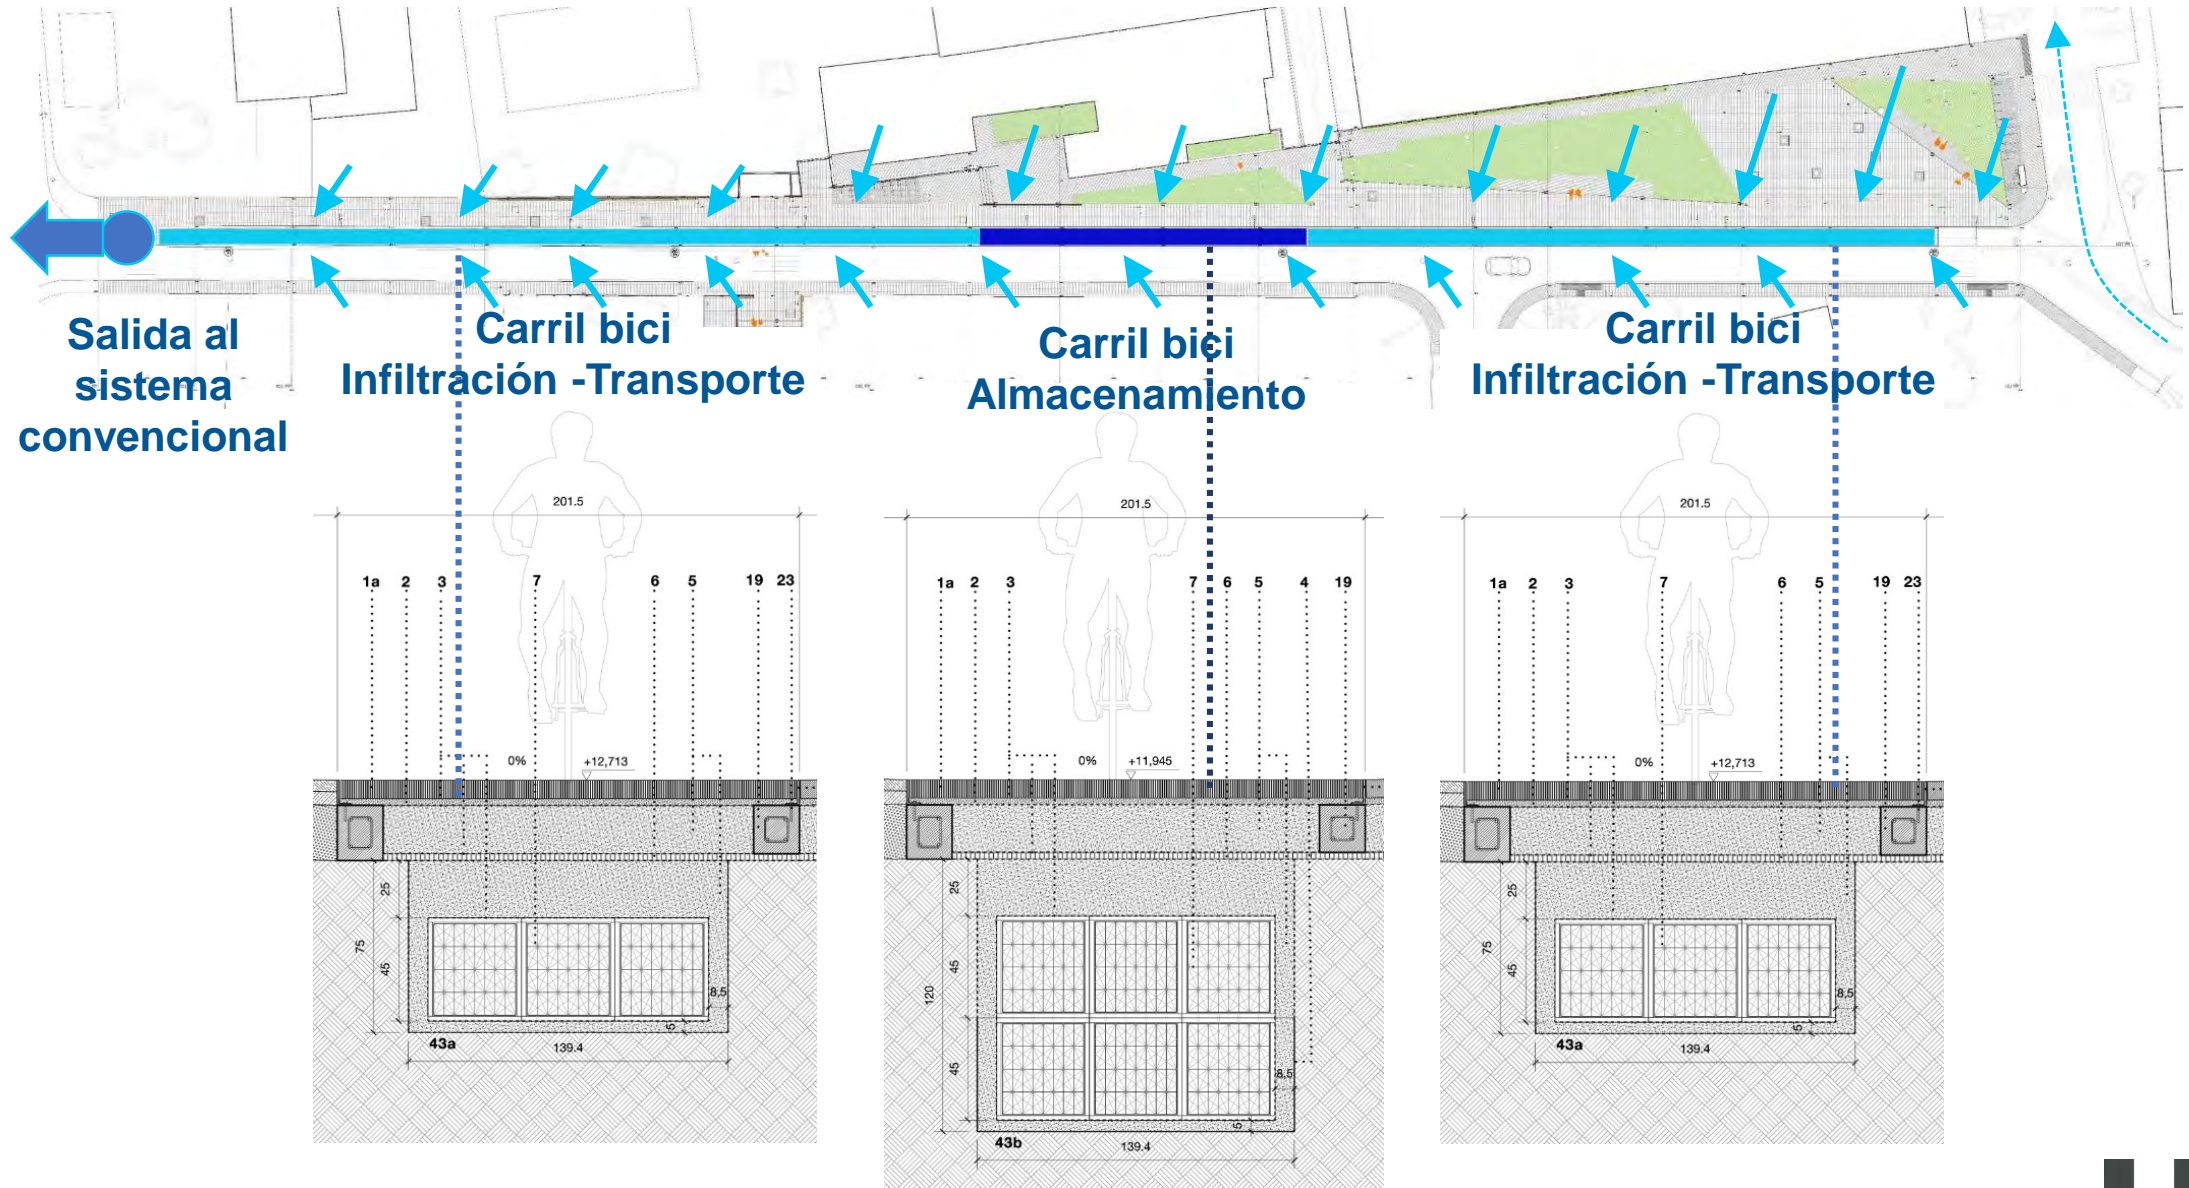 Salida al
sistema
convencional
Carril bici
Infiltración -Transporte
Carril bici
Almacenamiento
Carril bici
Infiltración -Transporte
201.5
1a 2 3 7 6 5 19 23
0% +12,713
25
75
45
8,5
5
43a
139.4
201.5
1a 2 3 7 6 5 4 19
0% +11,945
25
45
120
45
8,5
5
43b
139.4
201.5
1a 2 3 7 6 5 19 23
0% +12,713
25
75
45
8,5
5
43a
139.4